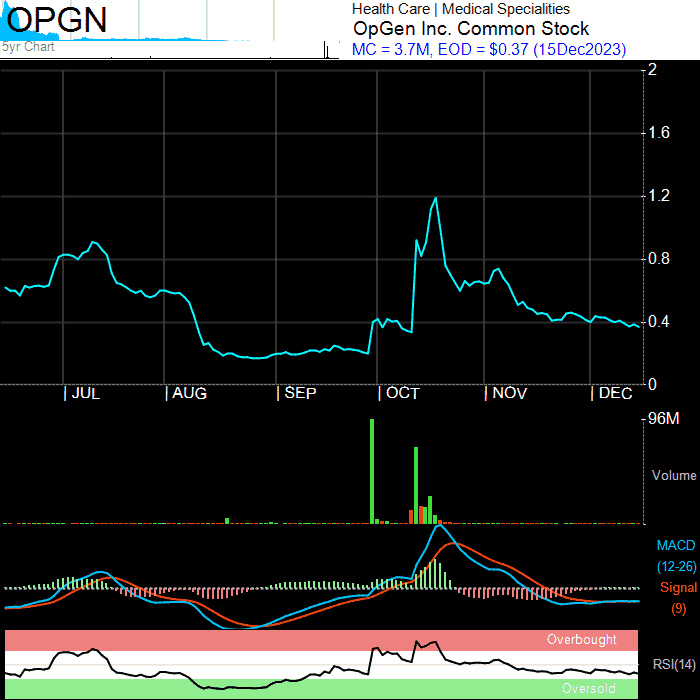 OPGN
5yr Chart
Health Care | Medical Specialities
OpGen Inc. Common Stock
MC = 3.7M, EOD = $0.37 (15Dec2023)
2
1.6
1.2
0.8
0.4
0
| JUL | AUG | SEP | OCT | NOV | DEC
96M
Volume
MACD
(12-26)
Signal
(9)
Overbought
RSI(14)
Oversold